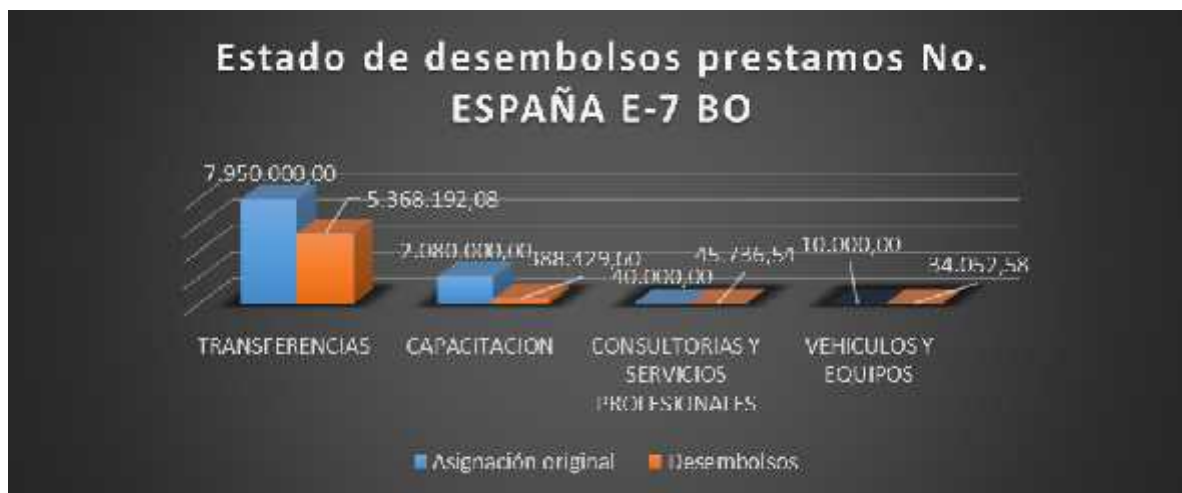 Estado de desembolsos prestamos No.
ESPAÑA E-7 BO
7.950.000,00
5.368.192,08
2.080.000,00
388.429,60
40.000,00
45.736,54
10.000,00
34.052,58
TRANSFERENCIAS
CAPACITACION
CONSULTORIAS Y
SERVICIOS
PROFESIONALES
VEHICULOS Y
EQUIPOS
Asignación original
Desembolsos